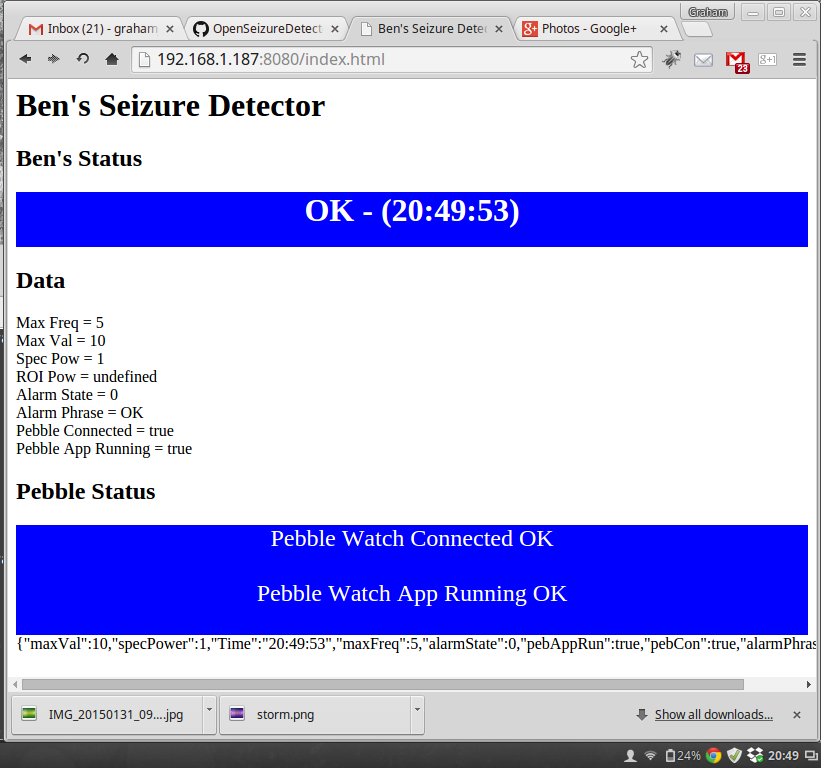 Graham
Inbox (21) - graham
OpenSeizureDetect
Ben's Seizure Dete
Photos - Google+
192.168.1.187:8080/index.html
23
Ben's Seizure Detector
Ben's Status
OK - (20:49:53)
Data
Max Freq = 5
Max Val = 10
Spec Pow = 1
ROI Pow = undefined
Alarm State = 0
Alarm Phrase = OK
Pebble Connected = true
Pebble App Running = true
Pebble Status
Pebble Watch Connected OK
Pebble Watch App Running OK
{"maxVal":10,"specPower":1,"Time":"20:49:53","maxFreq":5,"alarmState":0,"pebAppRun":true,"pebCon":true,"alarmPhras
IMG_20150131_09....jpg
storm.png
Show all downloads...
24%
20:49